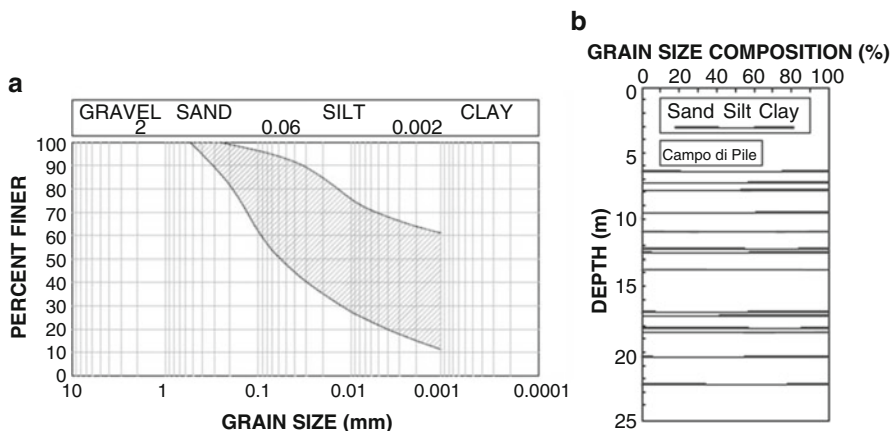 a
GRAVEL SAND SILT CLAY
2 0.06 0.002
PERCENT FINER
100
90
80
70
60
50
40
30
20
10
0
10 1 0.1 0.01 0.001 0.0001
GRAIN SIZE (mm)
b
GRAIN SIZE COMPOSITION (%)
0 20 40 60 80 100
Sand Silt Clay
Campo di Pile
DEPTH (m)
0
5
10
15
20
25